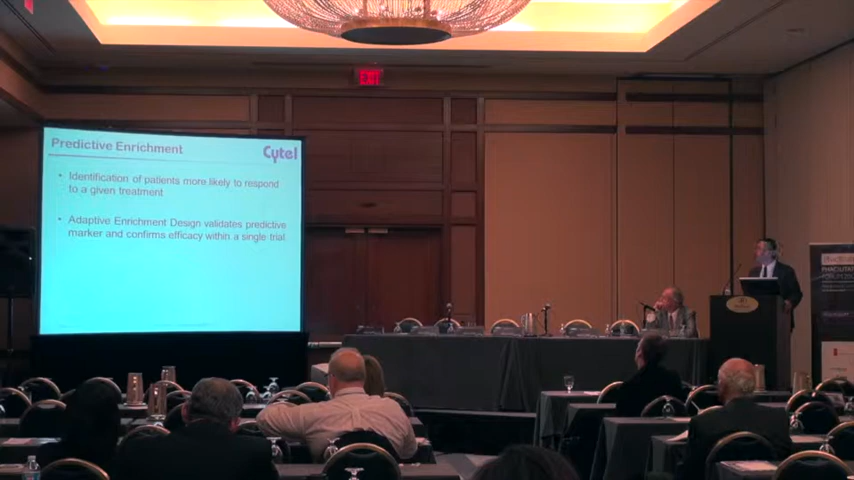 EXIT
Predictive Enrichment
Cytel
• Identification of patients more likely to respond
to a given treatment
• Adaptive Enrichment Design validates predictive
marker and confirms efficacy within a single trial